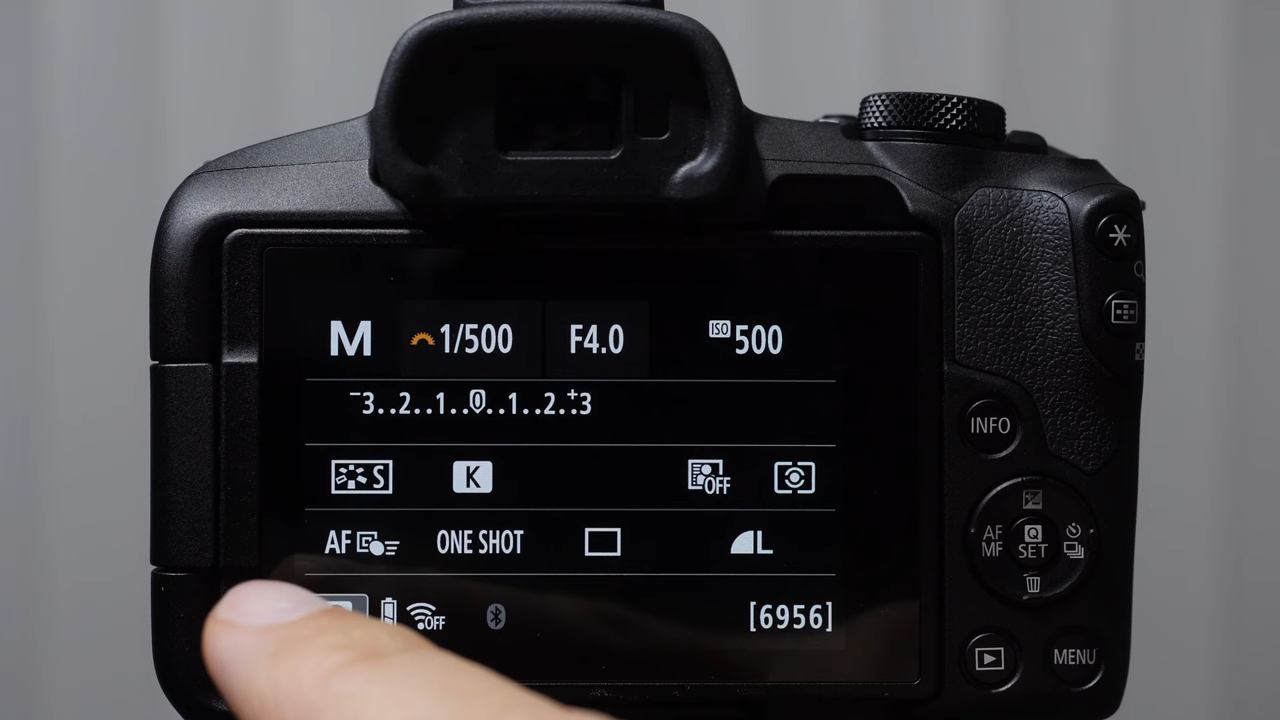 M 1/500 F4.0 ISO 500
-3..2..1..0..1..2..+3
S K OFF
AF ONE SHOT L
OFF [6956]
INFO
AF
MF
Q
SET
MENU